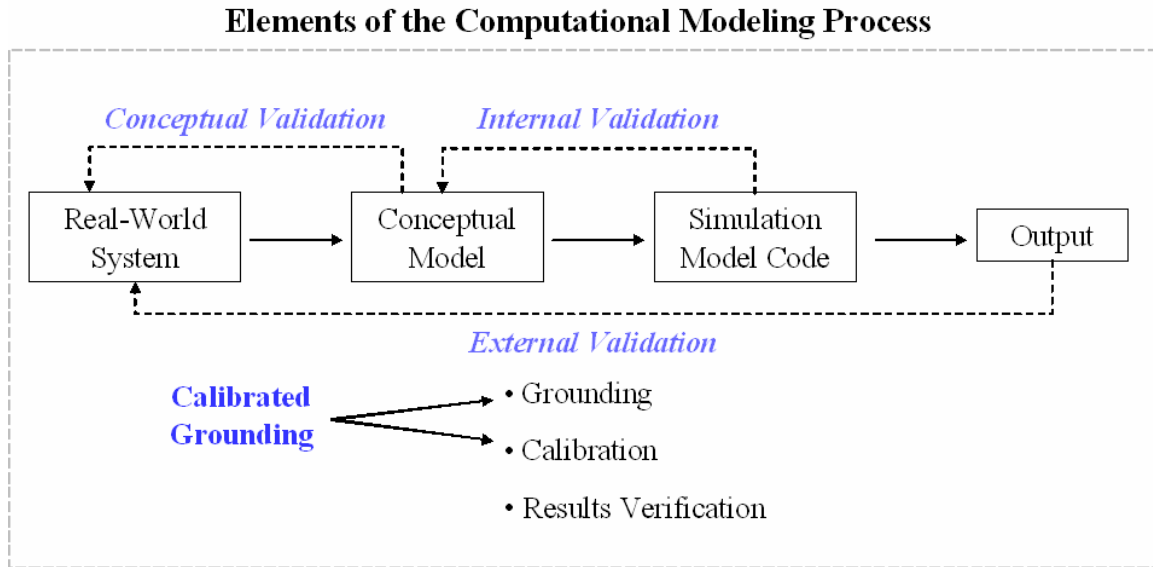 Elements of the Computational Modeling Process
Conceptual Validation
Internal Validation
Real-World
System
Conceptual
Model
Simulation
Model Code
Output
External Validation
Calibrated
Grounding
• Grounding
• Calibration
• Results Verification